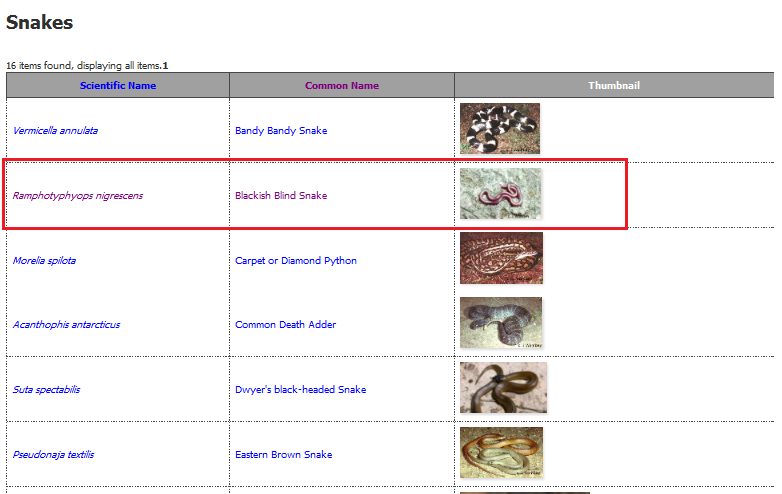 Snakes
16 items found, displaying all items.1
Scientific Name Common Name Thumbnail
Vermicella annulata Bandy Bandy Snake
Ramphotyphyops nigrescens Blackish Blind Snake
Morelia spilota Carpet or Diamond Python
Acanthophis antarcticus Common Death Adder
Suta spectabilis Dwyer's black-headed Snake
Pseudonaja textilis Eastern Brown Snake